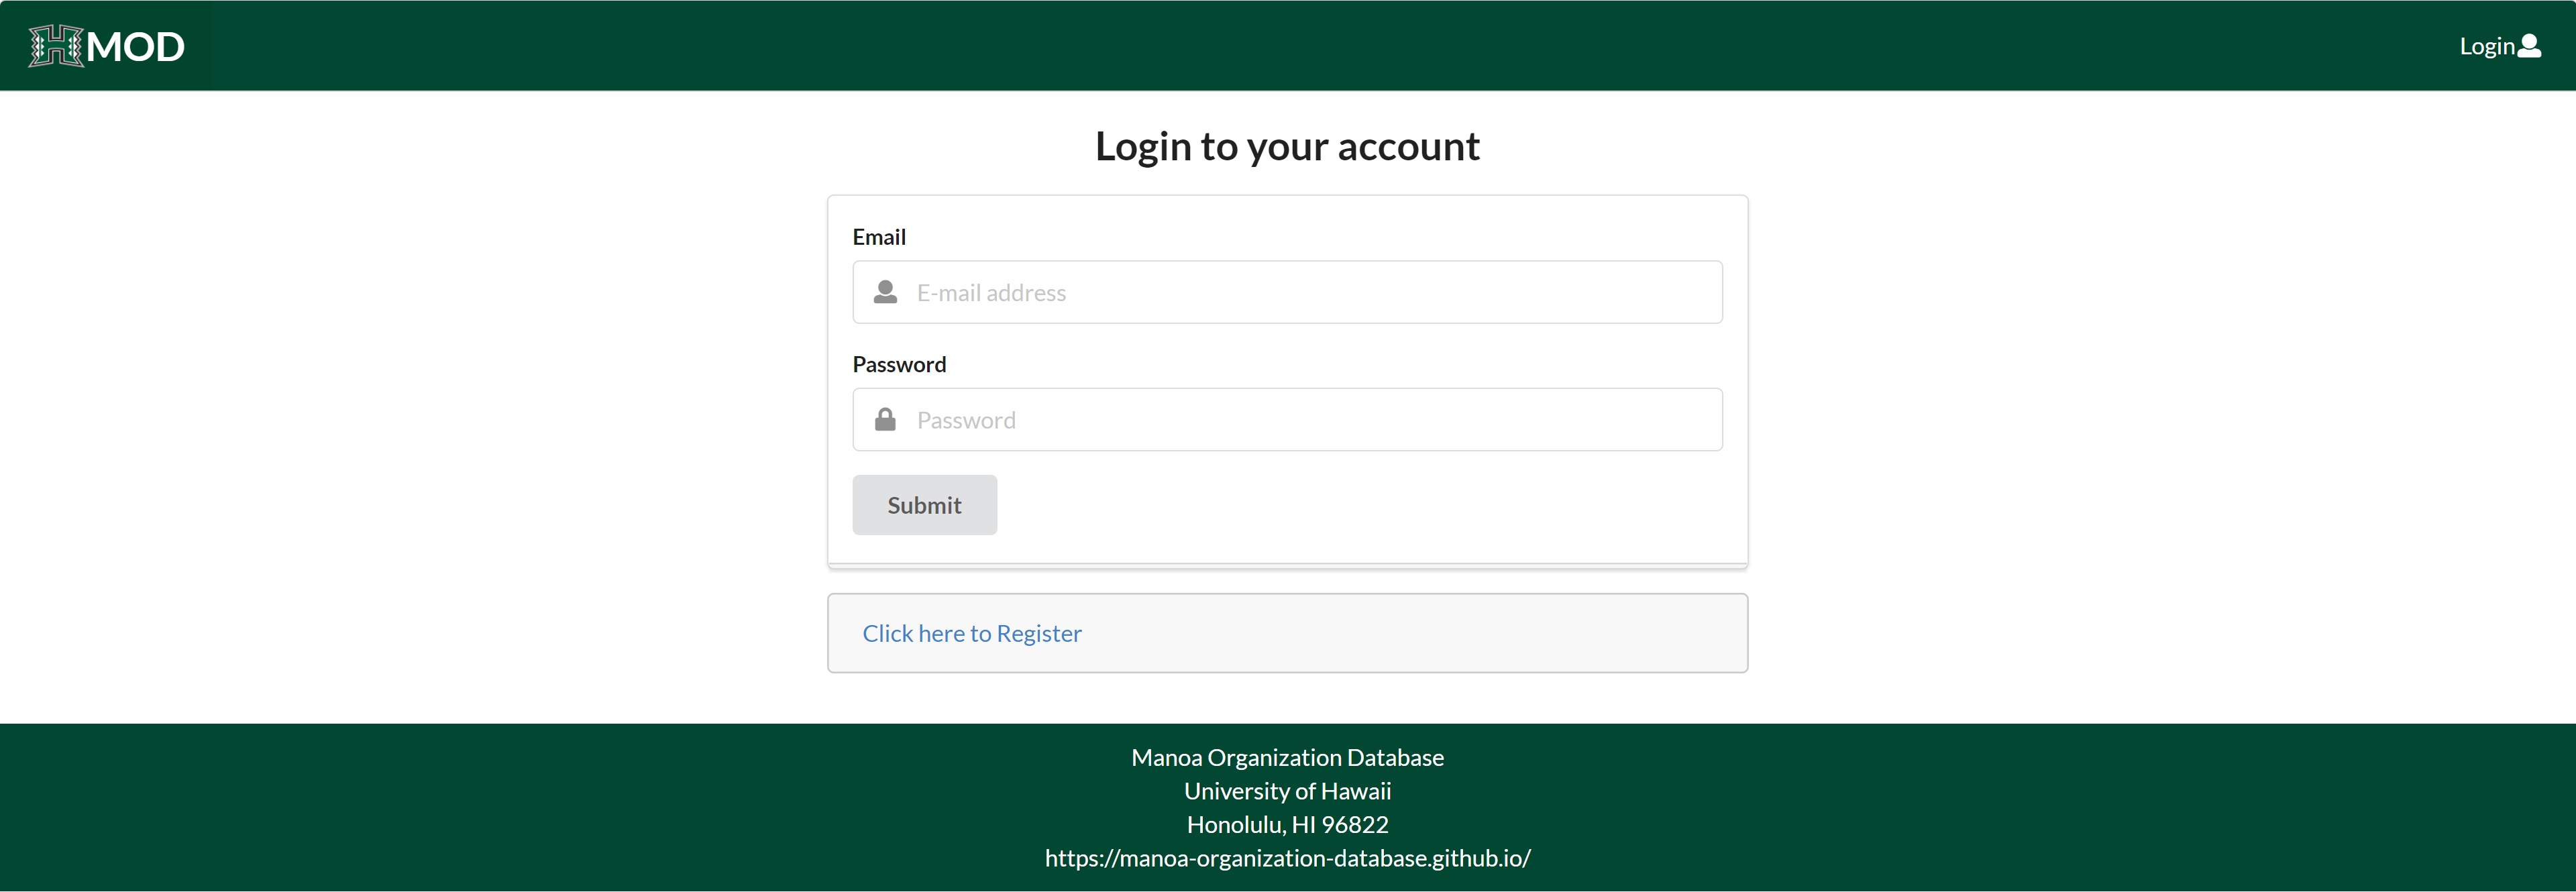 H MOD
Login
Login to your account
Email
E-mail address
Password
Password
Submit
Click here to Register
Manoa Organization Database
University of Hawaii
Honolulu, HI 96822
https://manoa-organization-database.github.io/